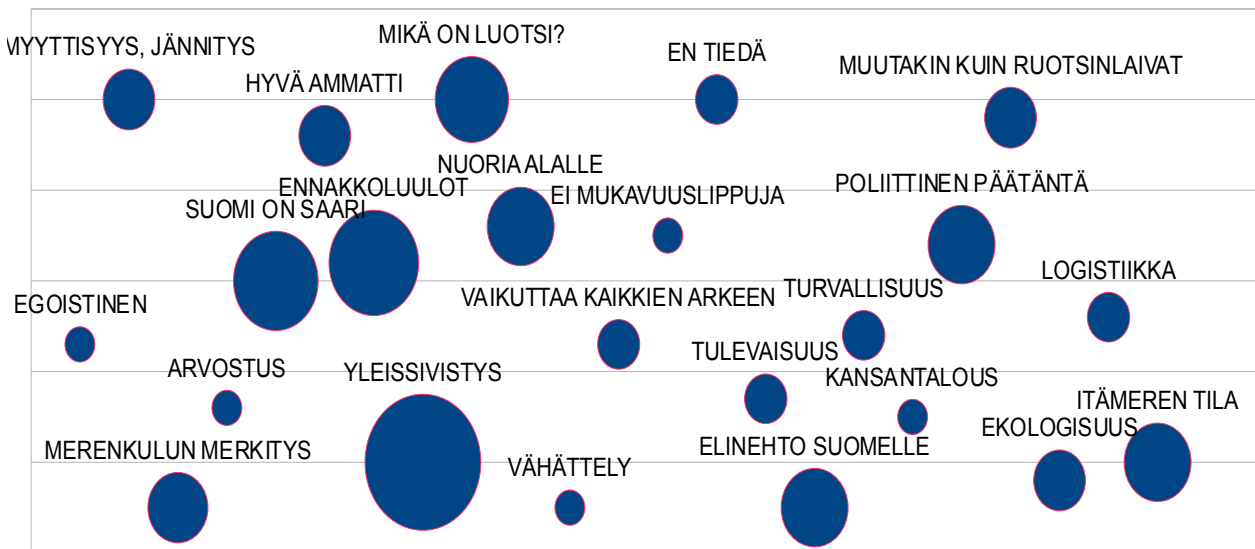 MYYTTISYYS, JÄNNITYS
MIKÄ ON LUOTSI?
EN TIEDÄ
MUUTAKIN KUIN RUOTSINLAIVAT
HYVÄ AMMATTI
NUORIA ALALLE
ENNAKKOLUULOT
SUOMI ON SAARI
EI MUKAVUUSLIPPUJA
POLIITTINEN PÄÄTÄNTÄ
LOGISTIIKKA
EGOISTINEN
VAIKUTTAA KAIKKIEN ARKEEN
TURVALLISUUS
ARVOSTUS
YLEISSIVISTYS
TULEVAISUUS
KANSANTALOUS
ITÄMEREN TILA
MERENKULUN MERKITYS
VÄHÄTTELY
ELINEHTO SUOMELLE
EKOLOGISUUS